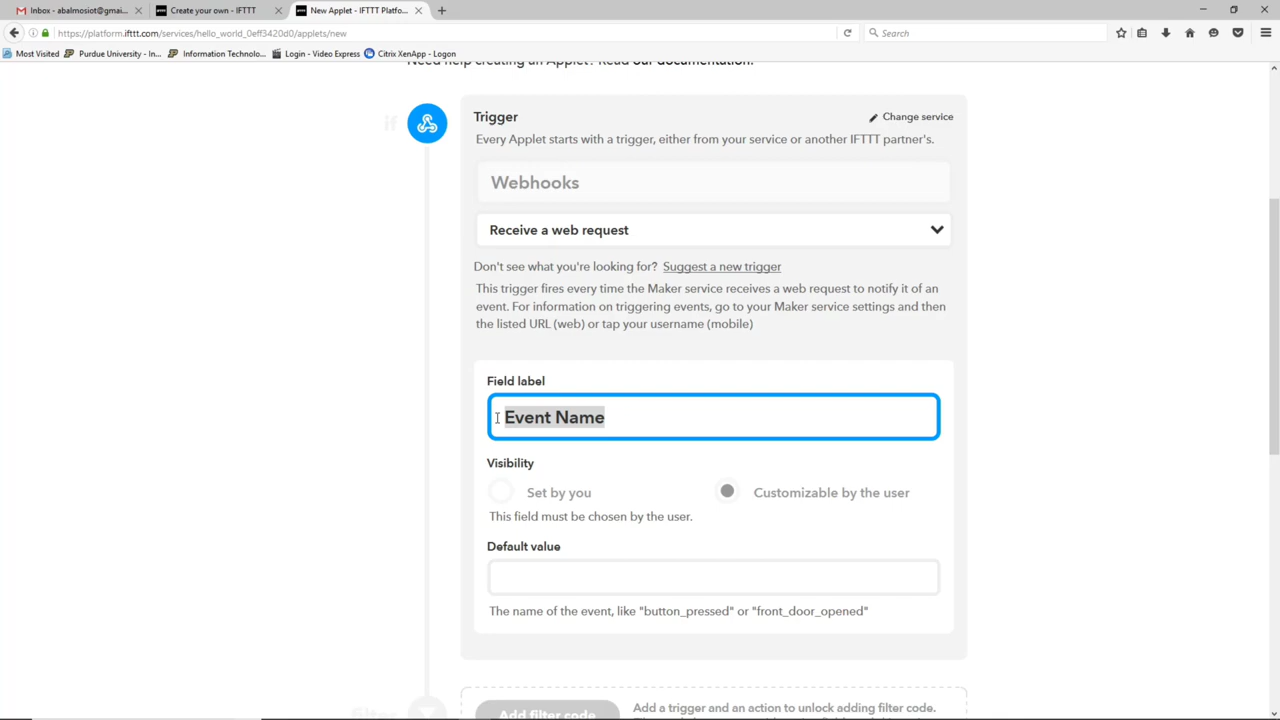 Inbox - abalmosiot@gmai...
Create your own - IFTTT
New Applet - IFTTT Platfo...
https://platform.ifttt.com/services/hello_world_0eff3420d0/applets/new
Search
Most Visited
Purdue University - In...
Information Technolo...
Login - Video Express
Citrix XenApp - Logon
Need help creating an Applet? Read our documentation.
if
Trigger
Change service
Every Applet starts with a trigger, either from your service or another IFTTT partner's.
Webhooks
Receive a web request
Don't see what you're looking for? Suggest a new trigger
This trigger fires every time the Maker service receives a web request to notify it of an
event. For information on triggering events, go to your Maker service settings and then
the listed URL (web) or tap your username (mobile)
Field label
Event Name
Visibility
Set by you
Customizable by the user
This field must be chosen by the user.
Default value
The name of the event, like "button_pressed" or "front_door_opened"
filter
Add filter code
Add a trigger and an action to unlock adding filter code.